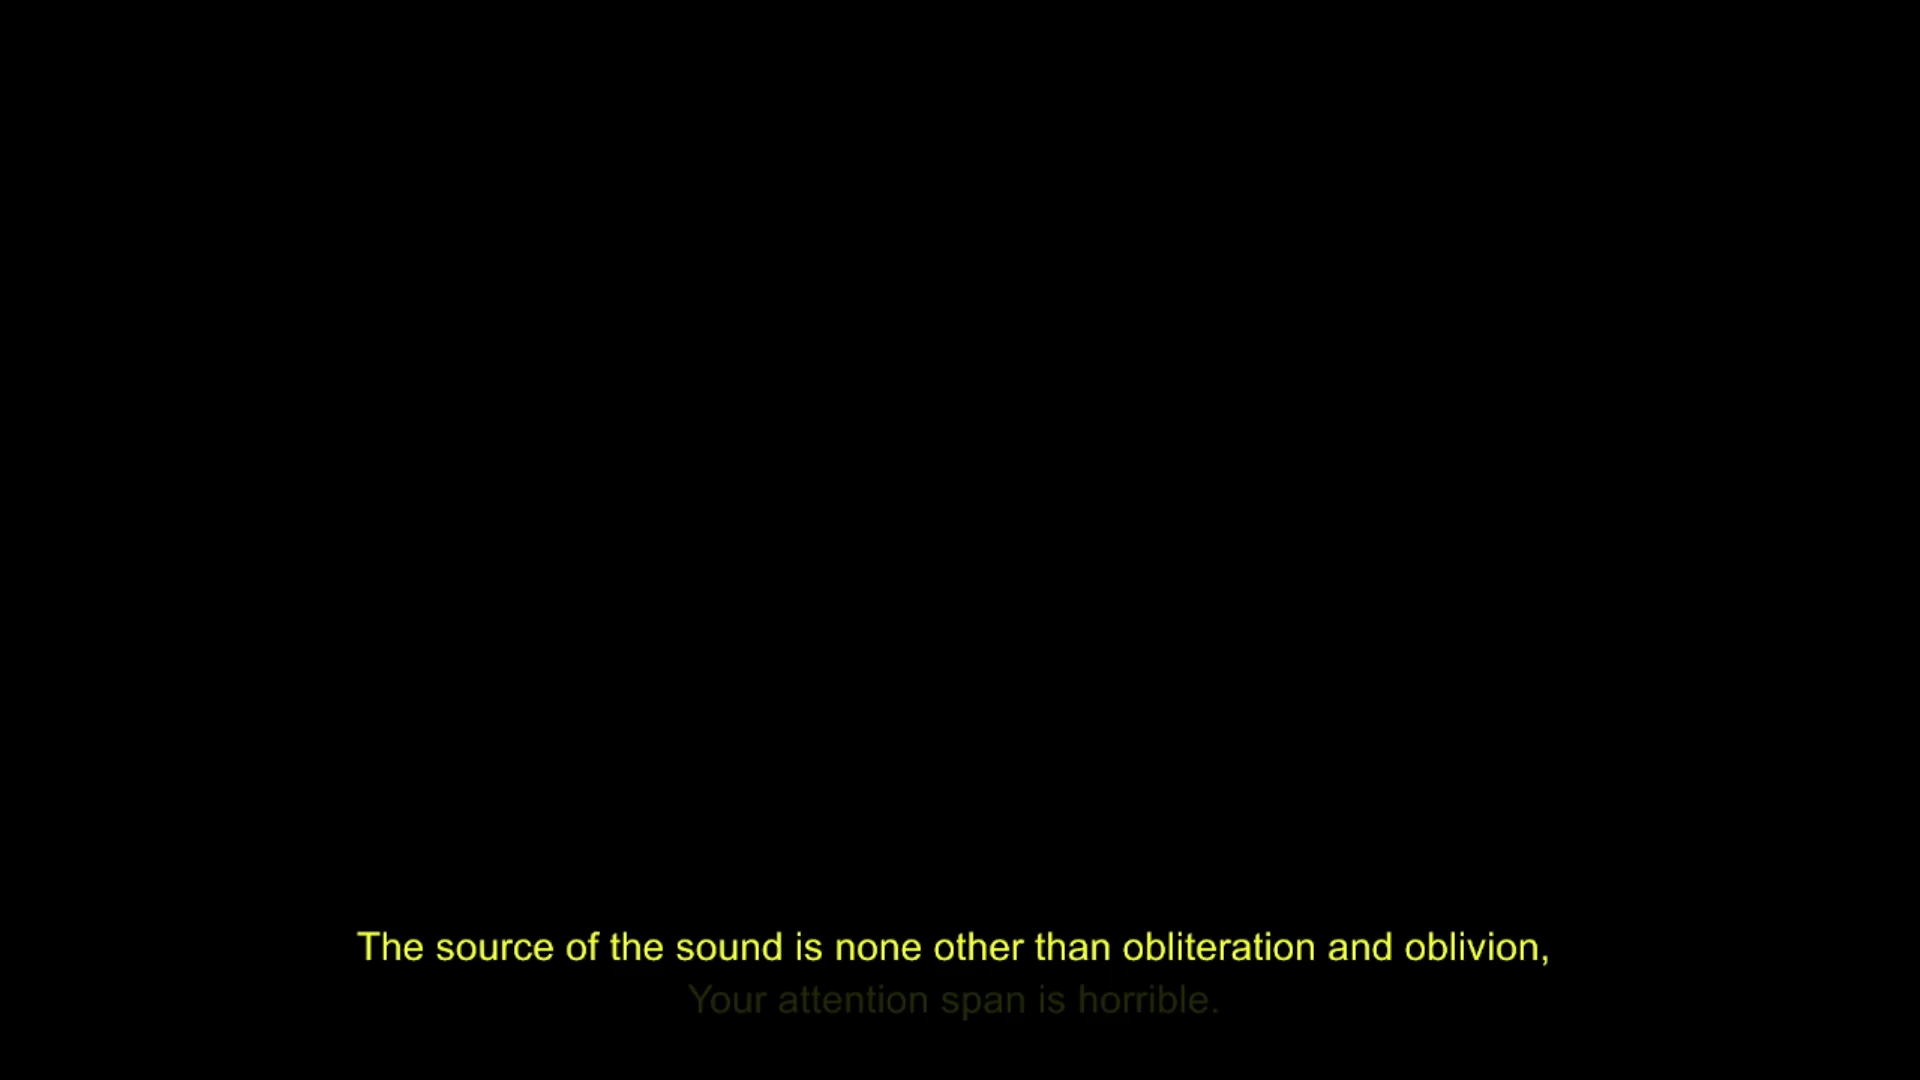 The source of the sound is none other than obliteration and oblivion,
Your attention span is horrible.